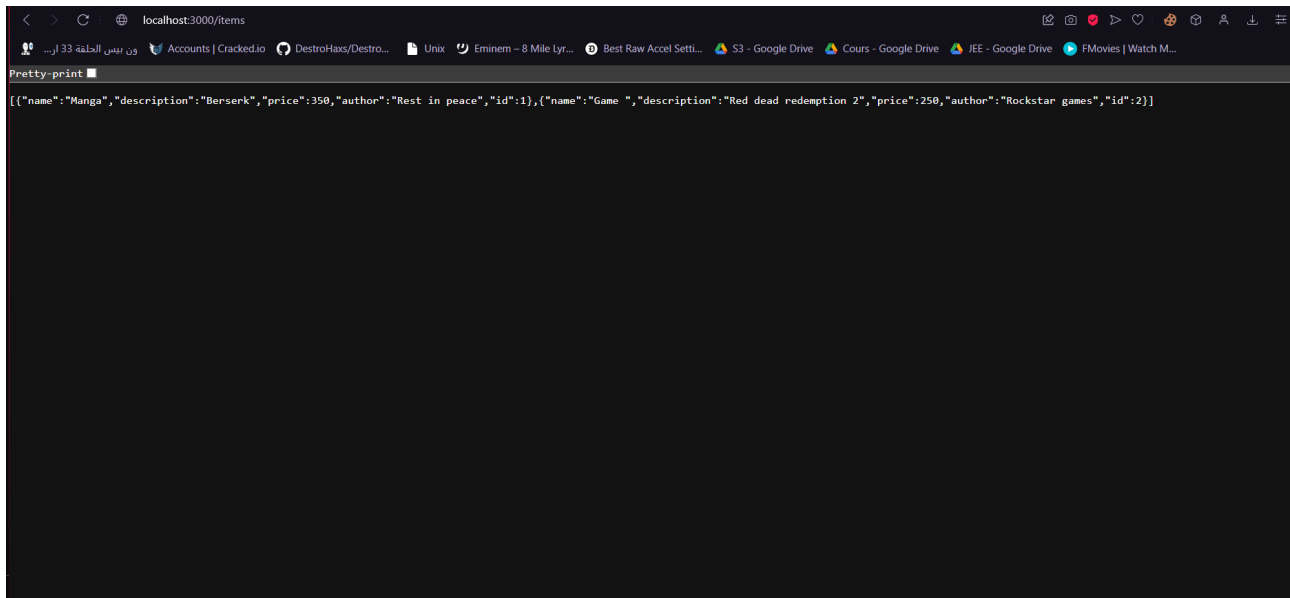 localhost:3000/items
ون بيس الحلقة 33 ار... Accounts | Cracked.io DestroHaxs/Destro... Unix Eminem – 8 Mile Lyr... Best Raw Accel Setti... S3 - Google Drive Cours - Google Drive JEE - Google Drive FMovies | Watch M...
Pretty-print
[{"name":"Manga","description":"Berserk","price":350,"author":"Rest in peace","id":1},{"name":"Game ","description":"Red dead redemption 2","price":250,"author":"Rockstar games","id":2}]